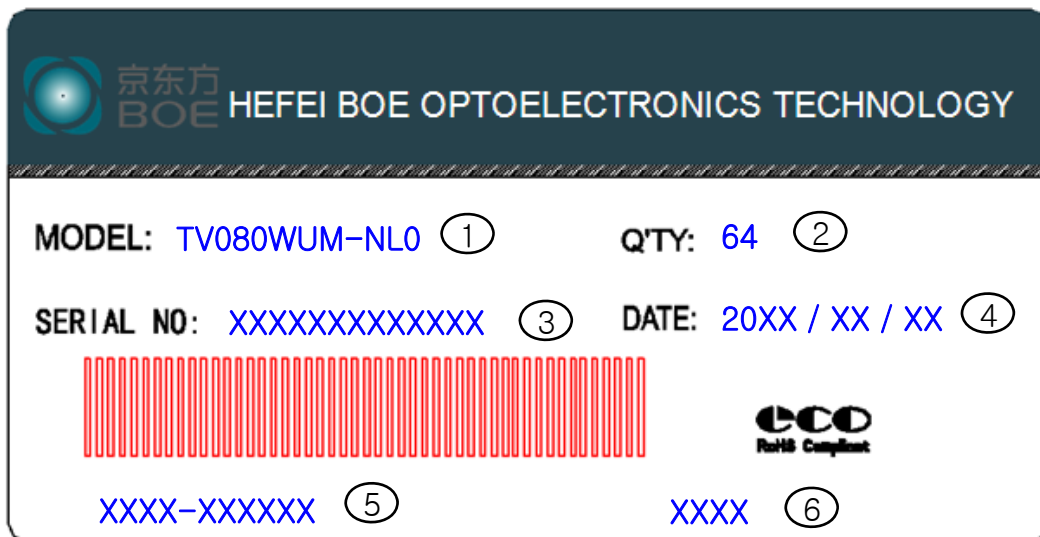 京东方
BOE HEFEI BOE OPTOELECTRONICS TECHNOLOGY
MODEL: TV080WUM-NL0 ① Q'TY: 64 ②
SERIAL NO: XXXXXXXXXXXXX ③ DATE: 20XX / XX / XX ④
eco
RoHS Compliant
XXXX-XXXXXX ⑤ XXXX ⑥